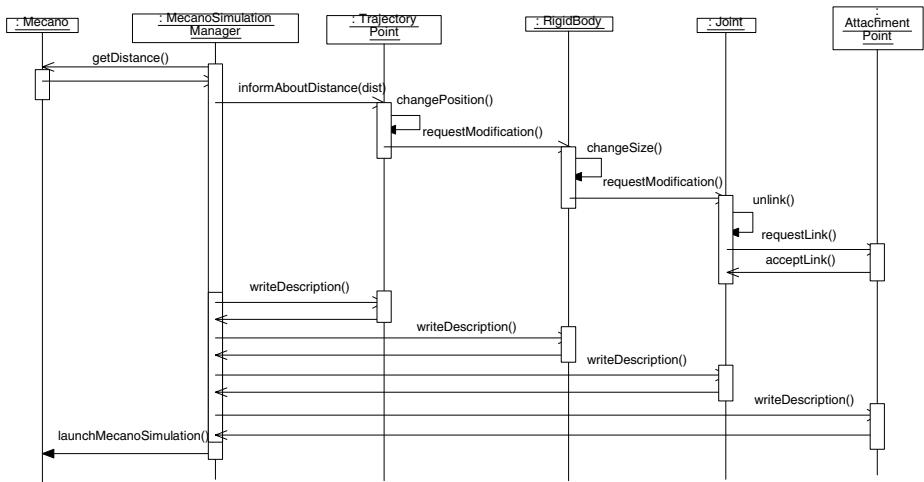 : Mecano
: MecanoSimulation
Manager
: Trajectory
Point
: RigidBody
: Joint
:
Attachment
Point
getDistance()
informAboutDistance(dist)
changePosition()
requestModification()
changeSize()
requestModification()
unlink()
requestLink()
acceptLink()
writeDescription()
writeDescription()
writeDescription()
writeDescription()
launchMecanoSimulation()